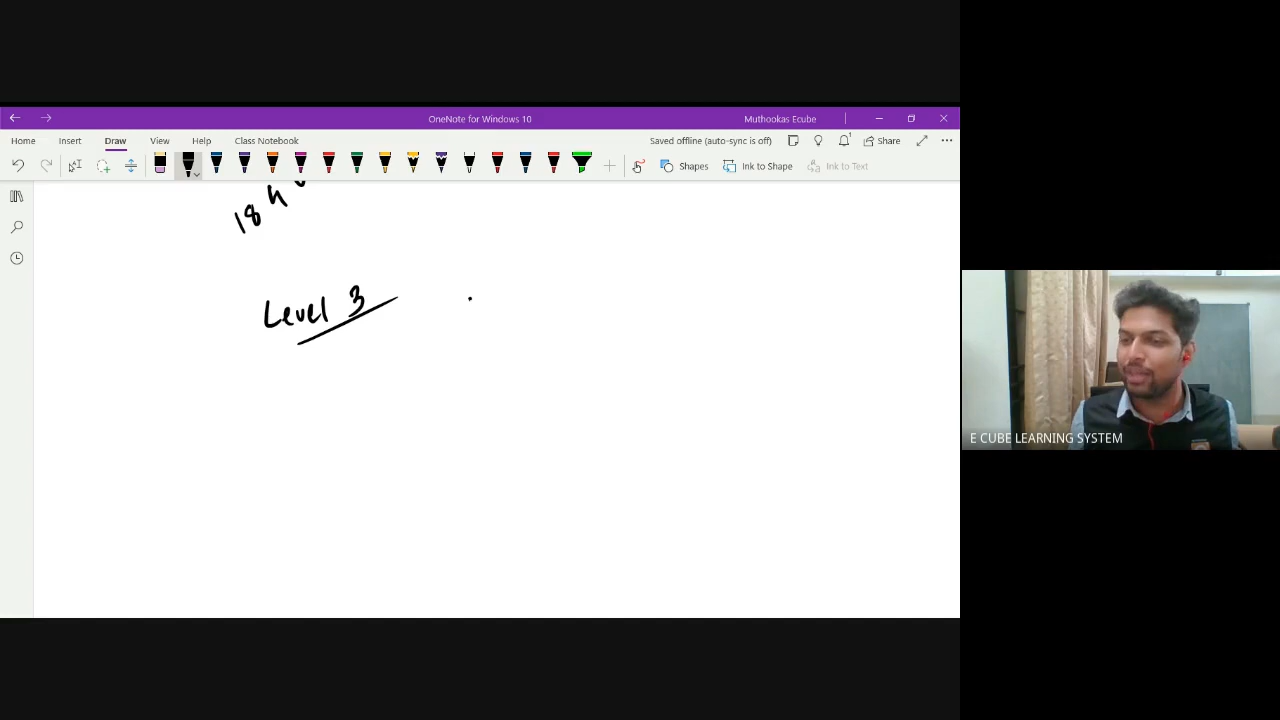 OneNote for Windows 10
Muthookas Ecube
Home Insert Draw View Help Class Notebook
Saved offline (auto-sync is off)
Share
Shapes
Ink to Shape
Ink to Text
18 h
Level 3
E CUBE LEARNING SYSTEM